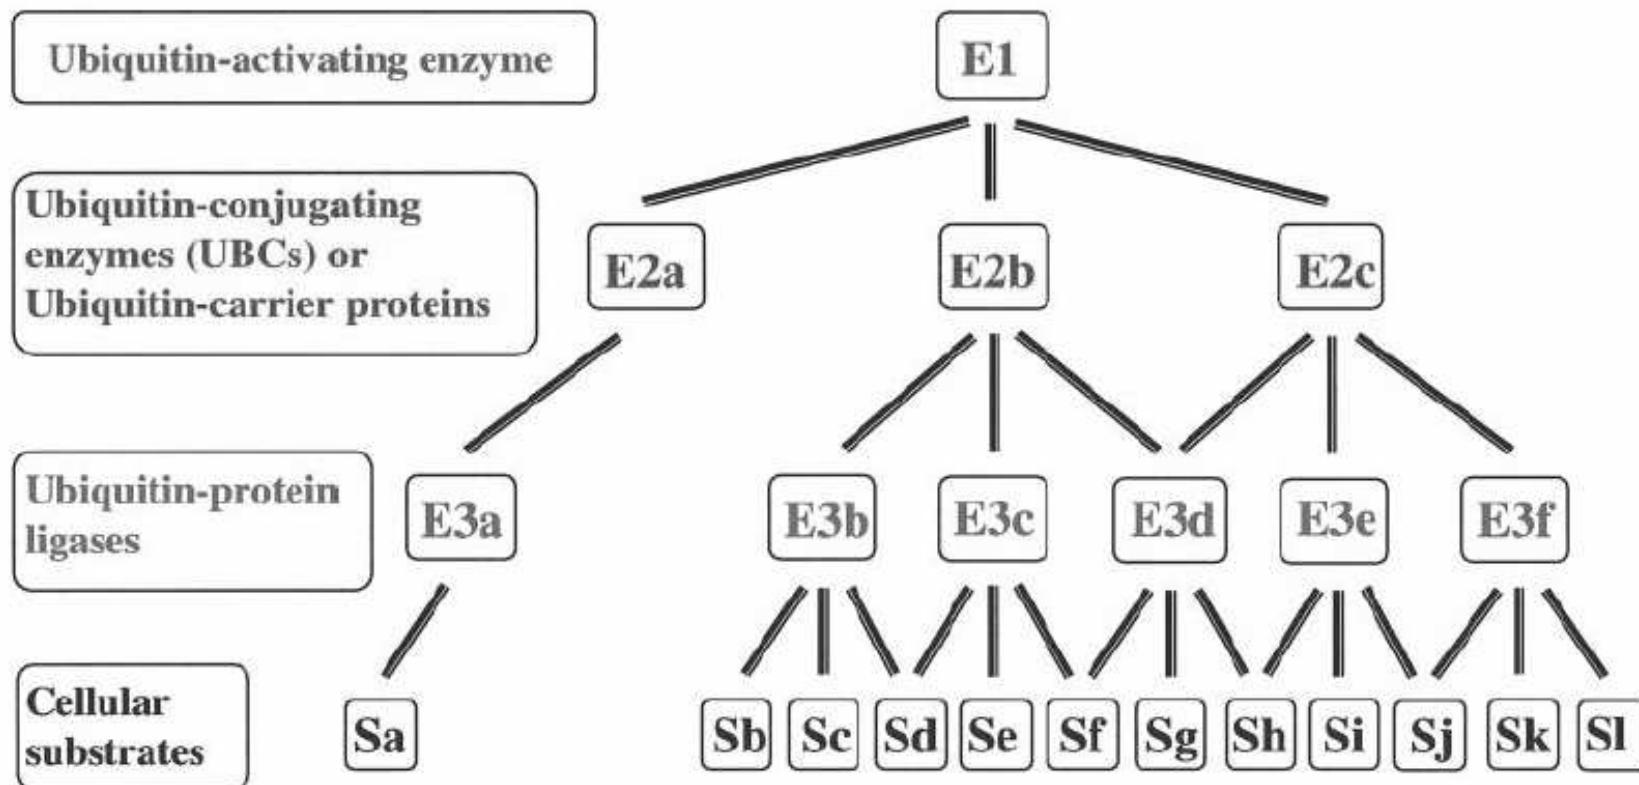 Ubiquitin-activating enzyme
E1
Ubiquitin-conjugating
enzymes (UBCs) or
Ubiquitin-carrier proteins
E2a
E2b
E2c
Ubiquitin-protein
ligases
E3a
E3b
E3c
E3d
E3e
E3f
Cellular
substrates
Sa
Sb
Sc
Sd
Se
Sf
Sg
Sh
Si
Sj
Sk
Sl